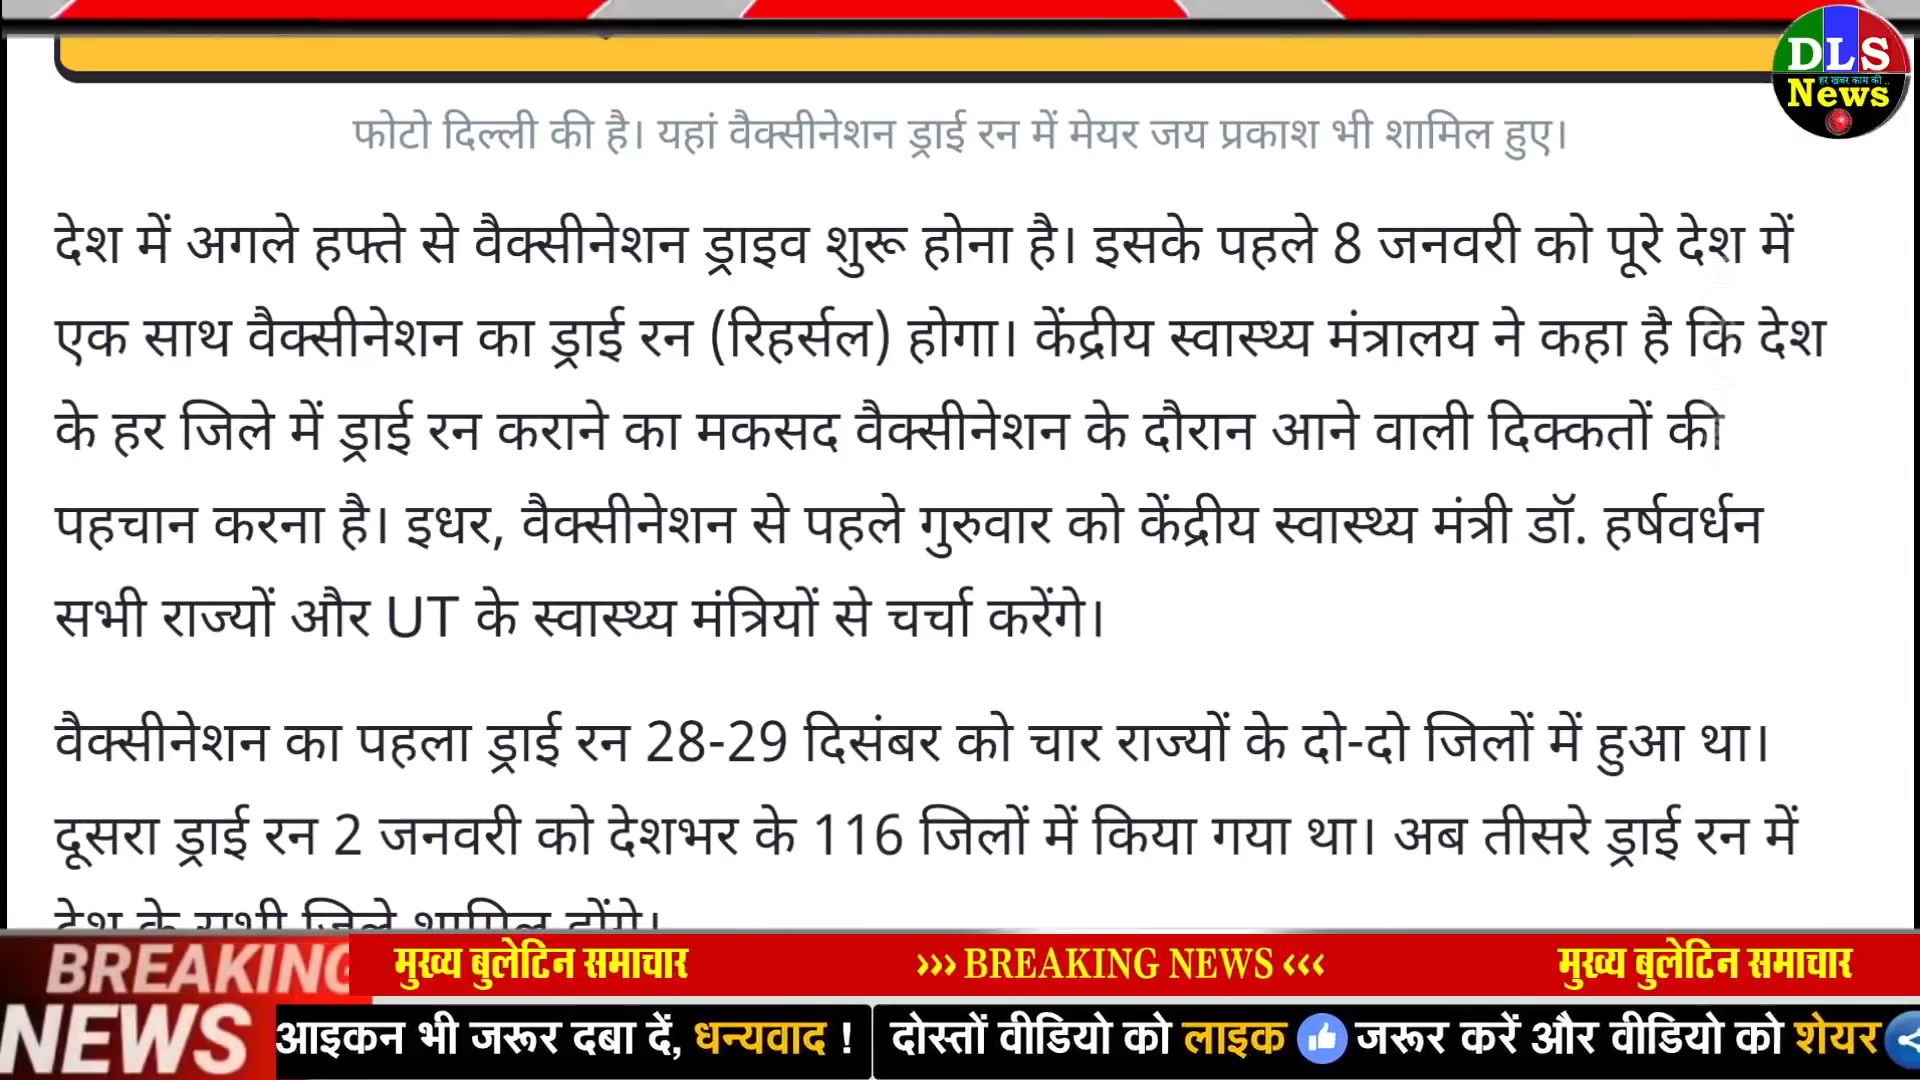 DLS
हर खबर काम की..
News
फोटो दिल्ली की है। यहां वैक्सीनेशन ड्राई रन में मेयर जय प्रकाश भी शामिल हुए।
देश में अगले हफ्ते से वैक्सीनेशन ड्राइव शुरू होना है। इसके पहले 8 जनवरी को पूरे देश में
एक साथ वैक्सीनेशन का ड्राई रन (रिहर्सल) होगा। केंद्रीय स्वास्थ्य मंत्रालय ने कहा है कि देश
के हर जिले में ड्राई रन कराने का मकसद वैक्सीनेशन के दौरान आने वाली दिक्कतों की
पहचान करना है। इधर, वैक्सीनेशन से पहले गुरुवार को केंद्रीय स्वास्थ्य मंत्री डॉ. हर्षवर्धन
सभी राज्यों और UT के स्वास्थ्य मंत्रियों से चर्चा करेंगे।
वैक्सीनेशन का पहला ड्राई रन 28-29 दिसंबर को चार राज्यों के दो-दो जिलों में हुआ था।
दूसरा ड्राई रन 2 जनवरी को देशभर के 116 जिलों में किया गया था। अब तीसरे ड्राई रन में
देश के सभी जिले शामिल होंगे।
BREAKING
NEWS
मुख्य बुलेटिन समाचार >>> BREAKING NEWS <<< मुख्य बुलेटिन समाचार
आइकन भी जरूर दबा दें, धन्यवाद ! दोस्तों वीडियो को लाइक जरूर करें और वीडियो को शेयर